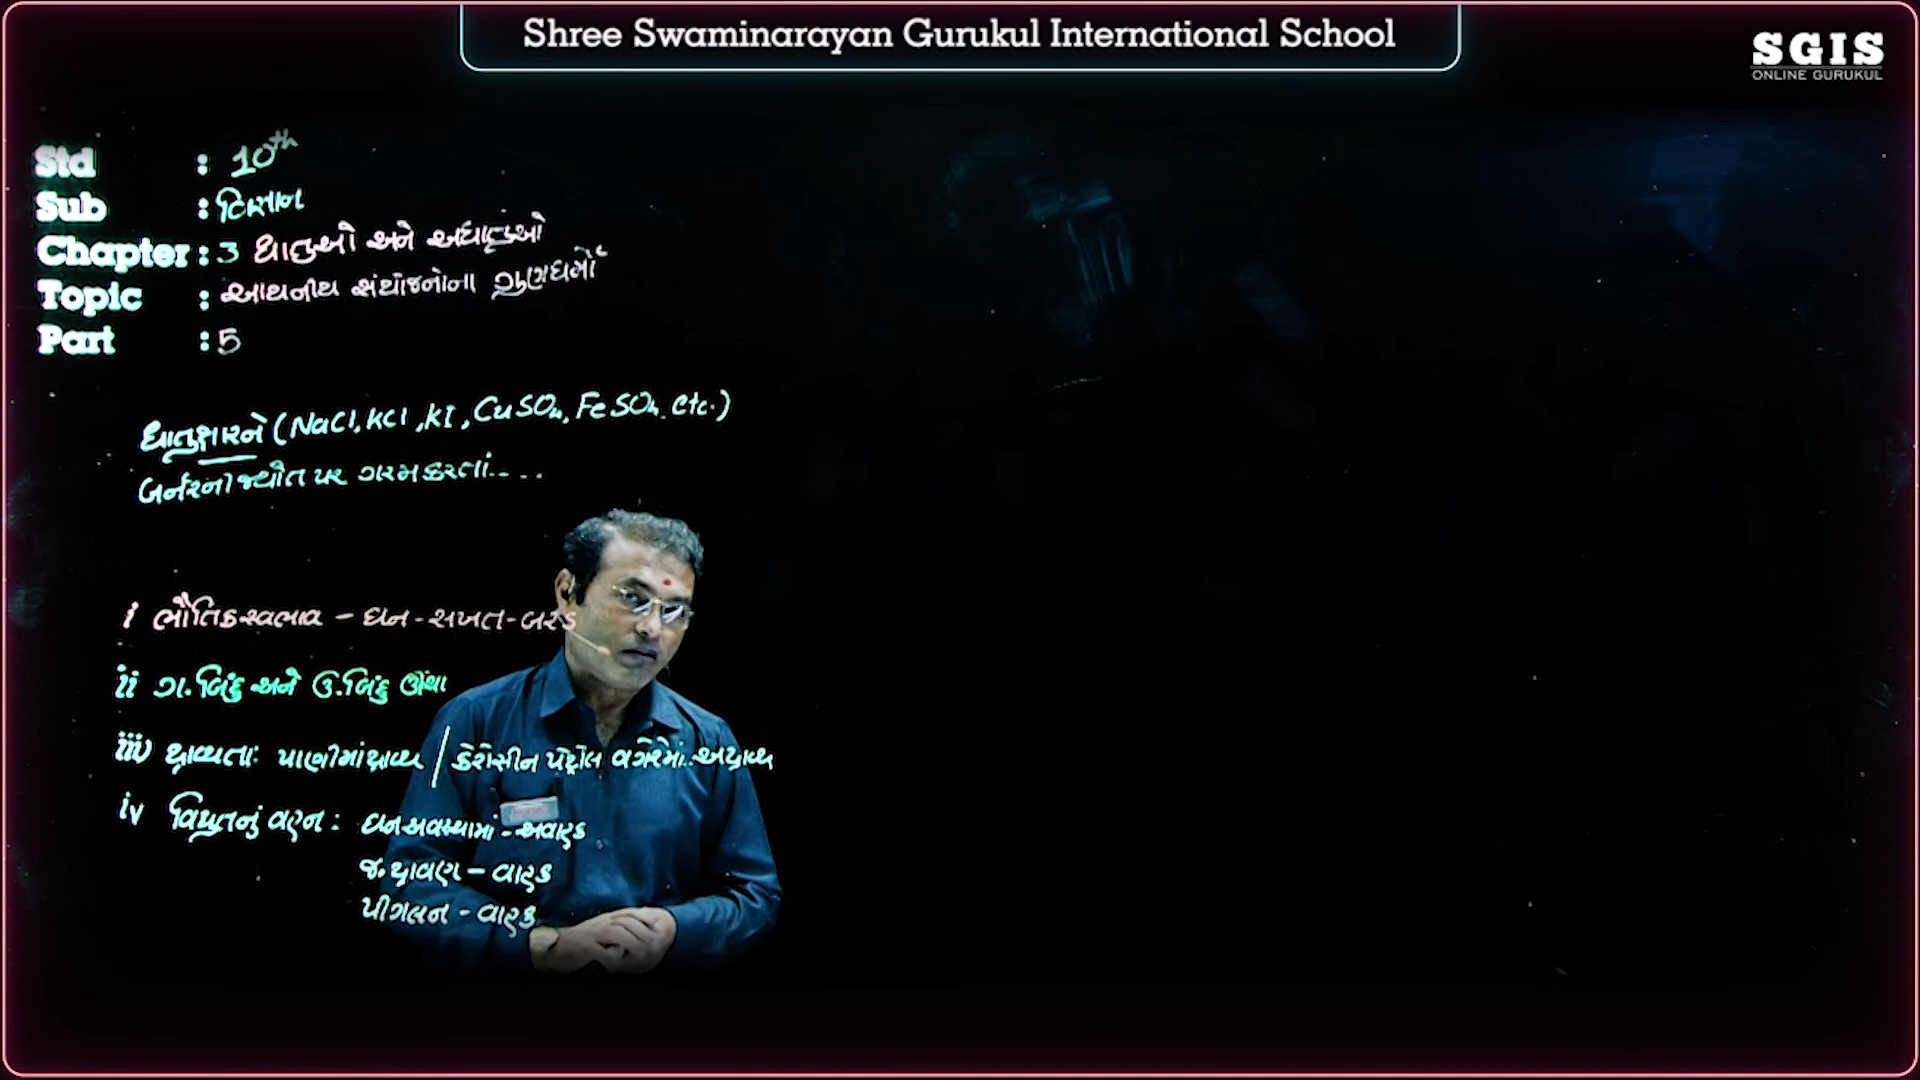 Shree Swaminarayan Gurukul International School
SGIS
ONLINE GURUKUL
Std : 10th
Sub : વિજ્ઞાન
Chapter : 3 ધાતુઓ અને અધાતુઓ
Topic : આયનીય સંયોજનોના ગુણધર્મો
Part : 5
ધાતુક્ષારને (NaCl, KCl, KI, CuSO4, FeSO4 etc.)
બર્નરની જ્યોત પર ગરમ કરતાં....
i ભૌતિક સ્વભાવ - ઘન - સખત - બરડ
ii ગ. બિંદુ અને ઉ. બિંદુ ઊંચા
iii દ્રાવ્યતા: પાણીમાં દ્રાવ્ય / કેરોસીન પેટ્રોલ વગેરેમાં..અદ્રાવ્ય
iv વિદ્યુતનું વહન : ઘન અવસ્થામાં - અવાહક
જ. દ્રાવણ - વાહક
પીગલન - વાહક